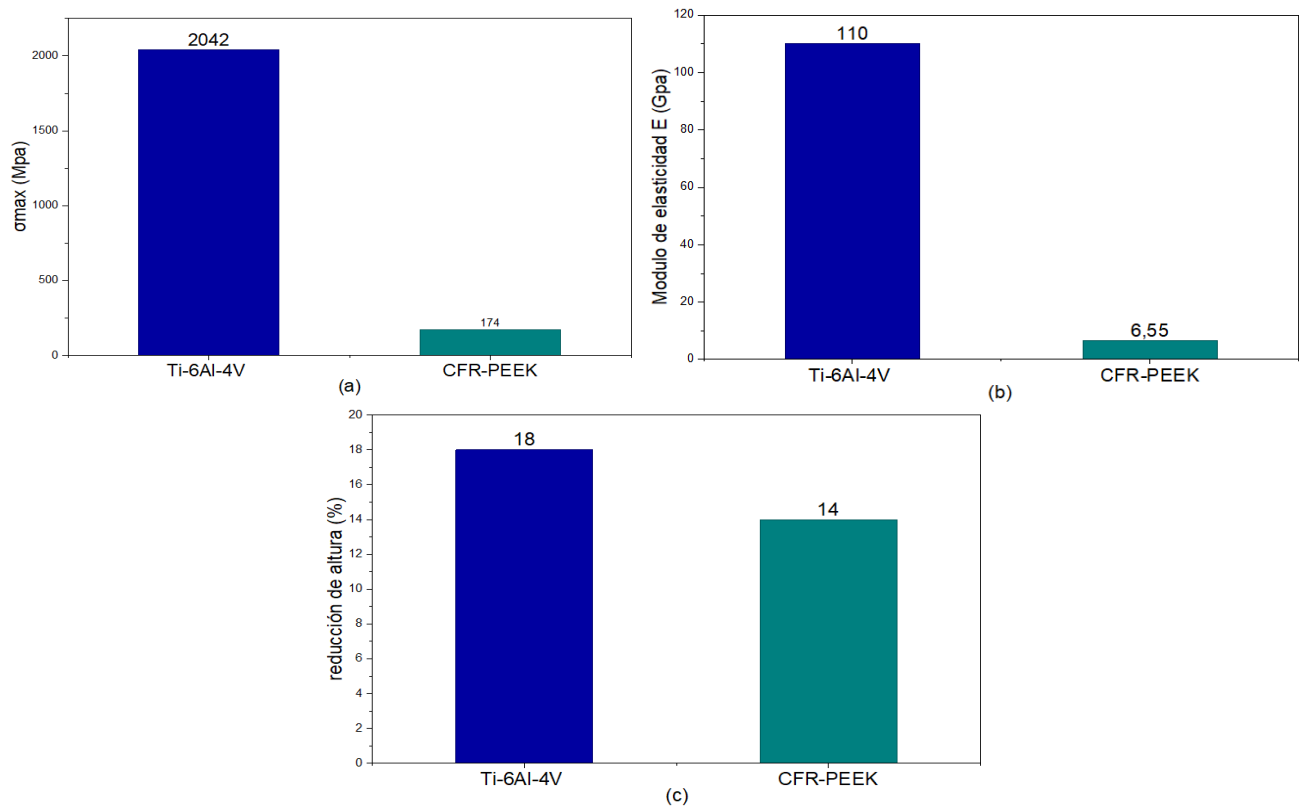 2042
2000
1500
1000
500
0
σmax (Mpa)
174
Ti-6Al-4V
CFR-PEEK
(a)
120
110
100
80
60
40
20
0
Modulo de elasticidad E (Gpa)
6,55
Ti-6Al-4V
CFR-PEEK
(b)
20
18
18
16
14
14
12
10
8
6
4
2
0
reducción de altura (%)
Ti-6Al-4V
CFR-PEEK
(c)